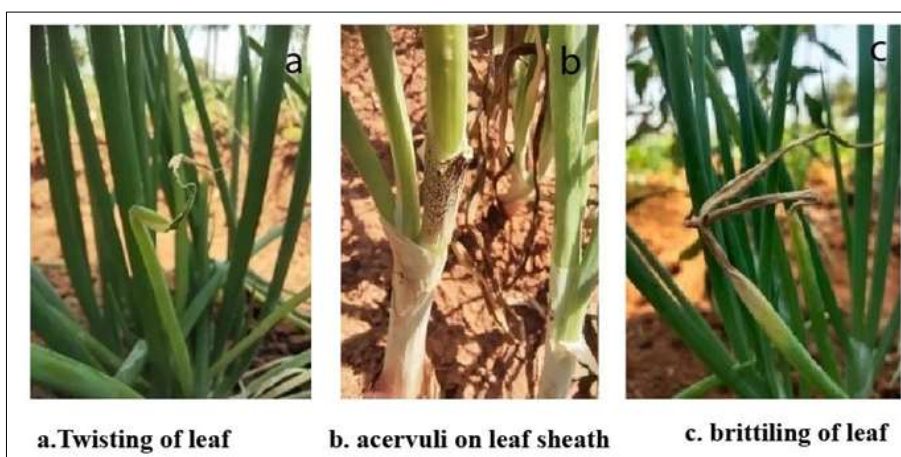 a
b
c
a.Twisting of leaf
b. acervuli on leaf sheath
c. brittiling of leaf